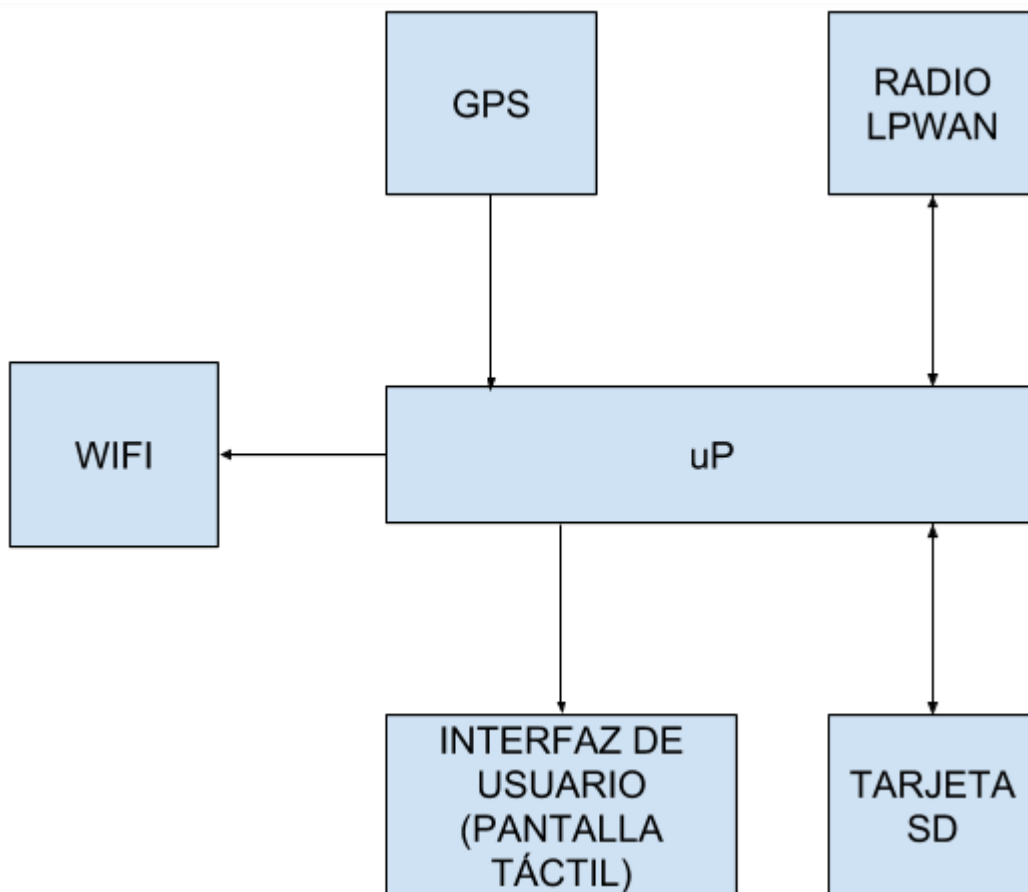 GPS
RADIO
LPWAN
WIFI
uP
INTERFAZ DE
USUARIO
(PANTALLA
TÁCTIL)
TARJETA
SD